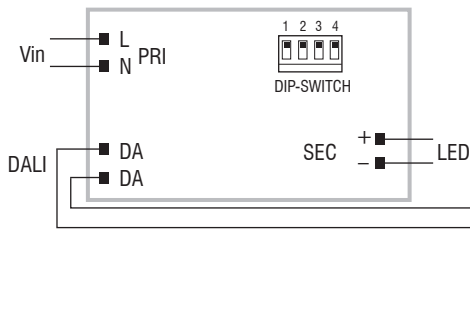 1 2 3 4
DIP-SWITCH
Vin
L
N
PRI
DALI
DA
DA
SEC
+
–
LED